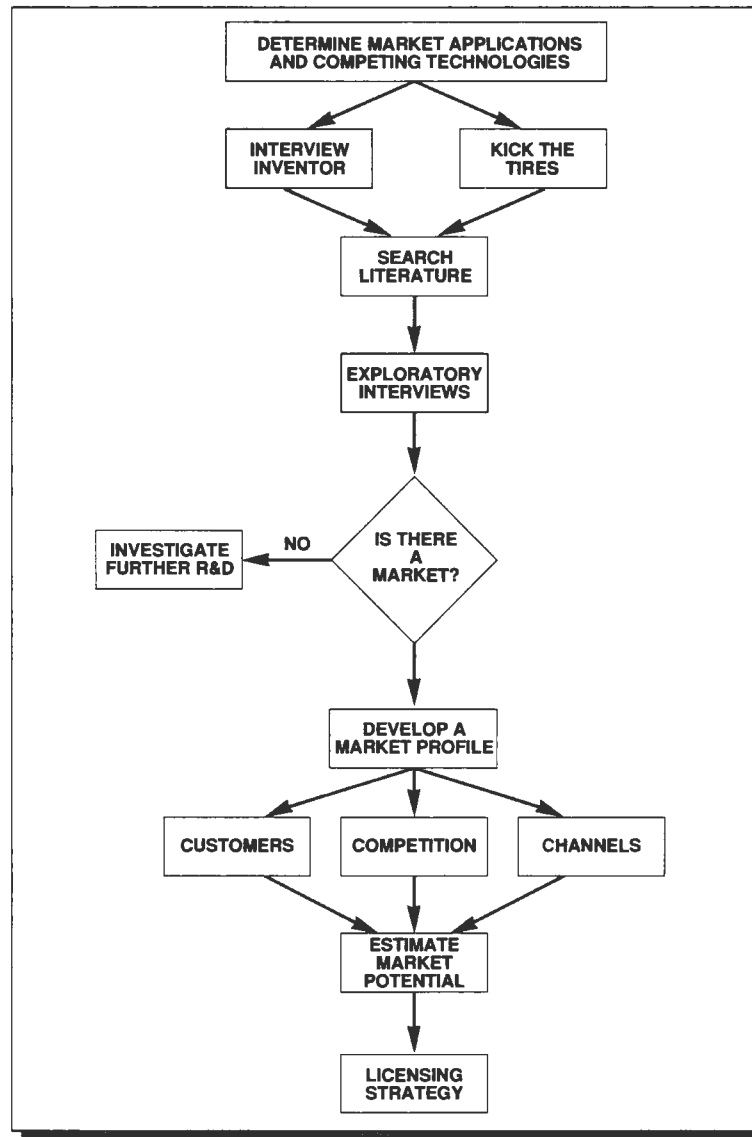 DETERMINE MARKET APPLICATIONS
AND COMPETING TECHNOLOGIES
INTERVIEW
INVENTOR
KICK THE
TIRES
SEARCH
LITERATURE
EXPLORATORY
INTERVIEWS
IS THERE
A
MARKET?
NO
INVESTIGATE
FURTHER R&D
DEVELOP A
MARKET PROFILE
CUSTOMERS
COMPETITION
CHANNELS
ESTIMATE
MARKET
POTENTIAL
LICENSING
STRATEGY